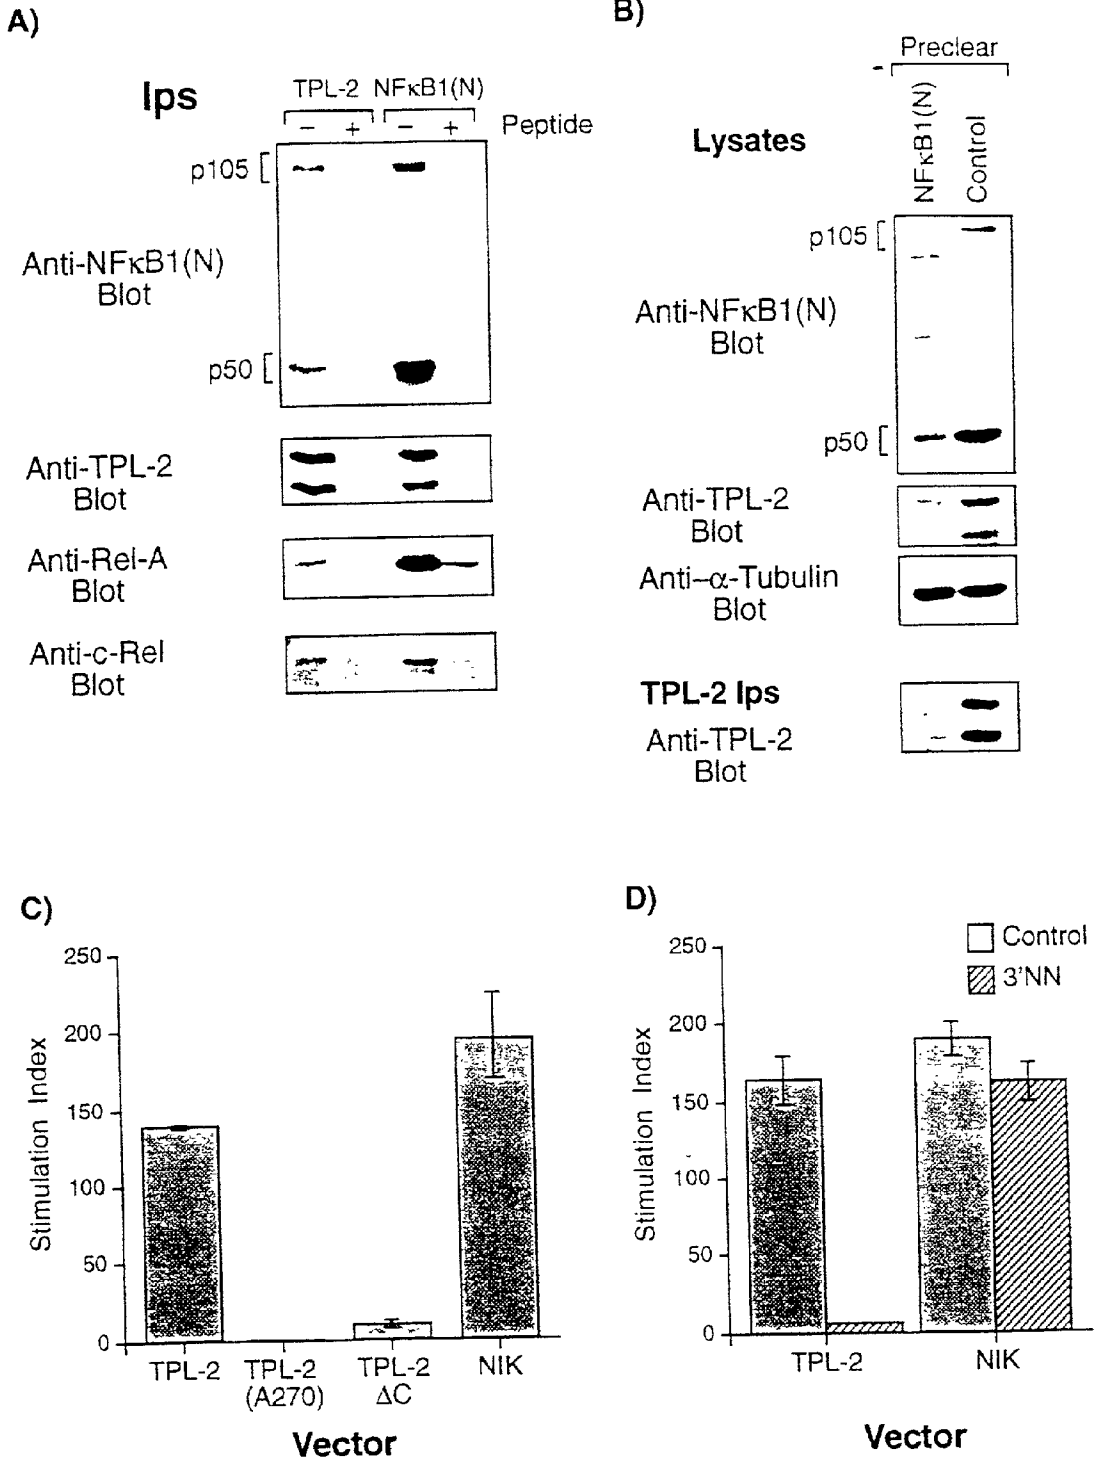 A)
Ips
TPL-2 NFκB1(N)
− + − + Peptide
p105
Anti-NFκB1(N)
Blot
p50
Anti-TPL-2
Blot
Anti-Rel-A
Blot
Anti-c-Rel
Blot
B)
Preclear
Lysates
NFκB1(N)
Control
p105
Anti-NFκB1(N)
Blot
p50
Anti-TPL-2
Blot
Anti-α-Tubulin
Blot
TPL-2 Ips
Anti-TPL-2
Blot
C)
Stimulation Index
250
200
150
100
50
0
TPL-2
TPL-2
(A270)
TPL-2
ΔC
NIK
Vector
D)
Control
3'NN
Stimulation Index
250
200
150
100
50
0
TPL-2
NIK
Vector